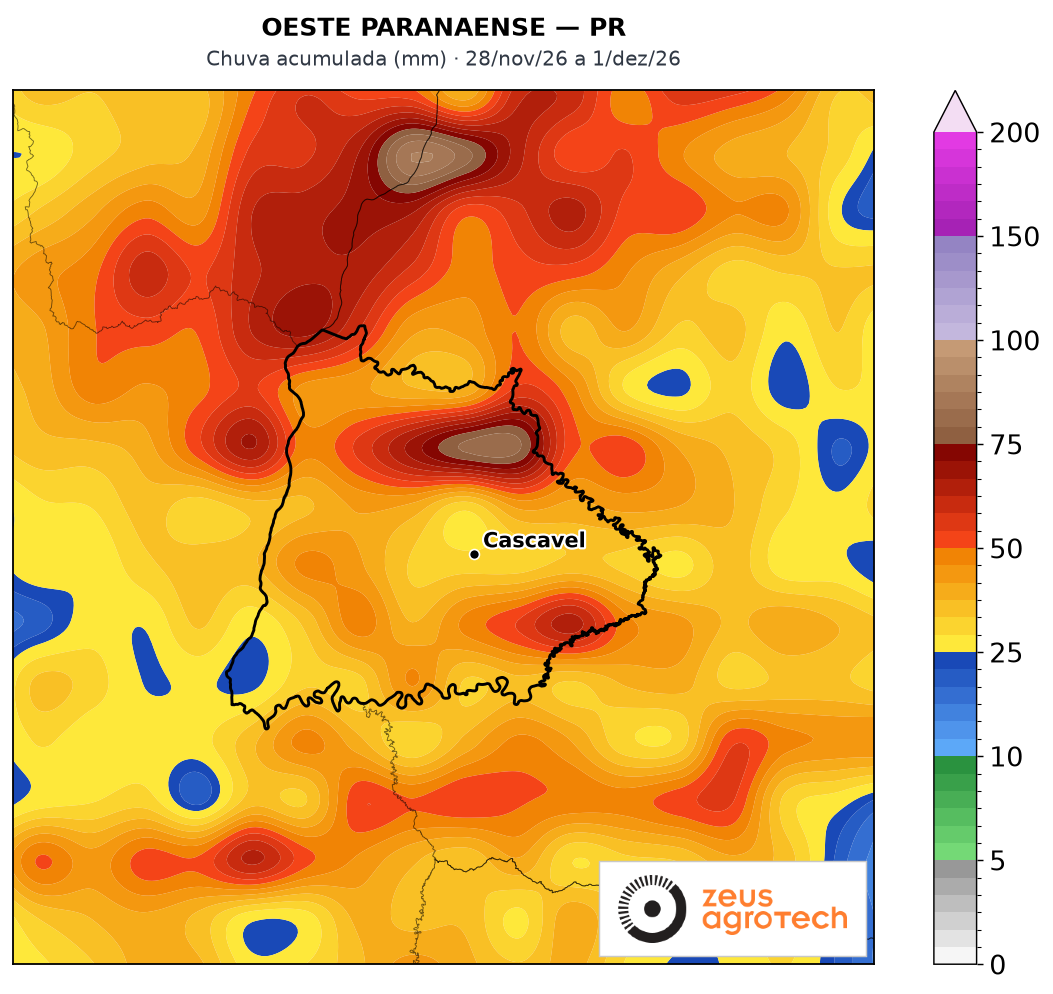 OESTE PARANAENSE — PR
Chuva acumulada (mm) · 28/nov/26 a 1/dez/26
200
150
100
75
50
25
10
5
0
Cascavel
zeus
agrotech